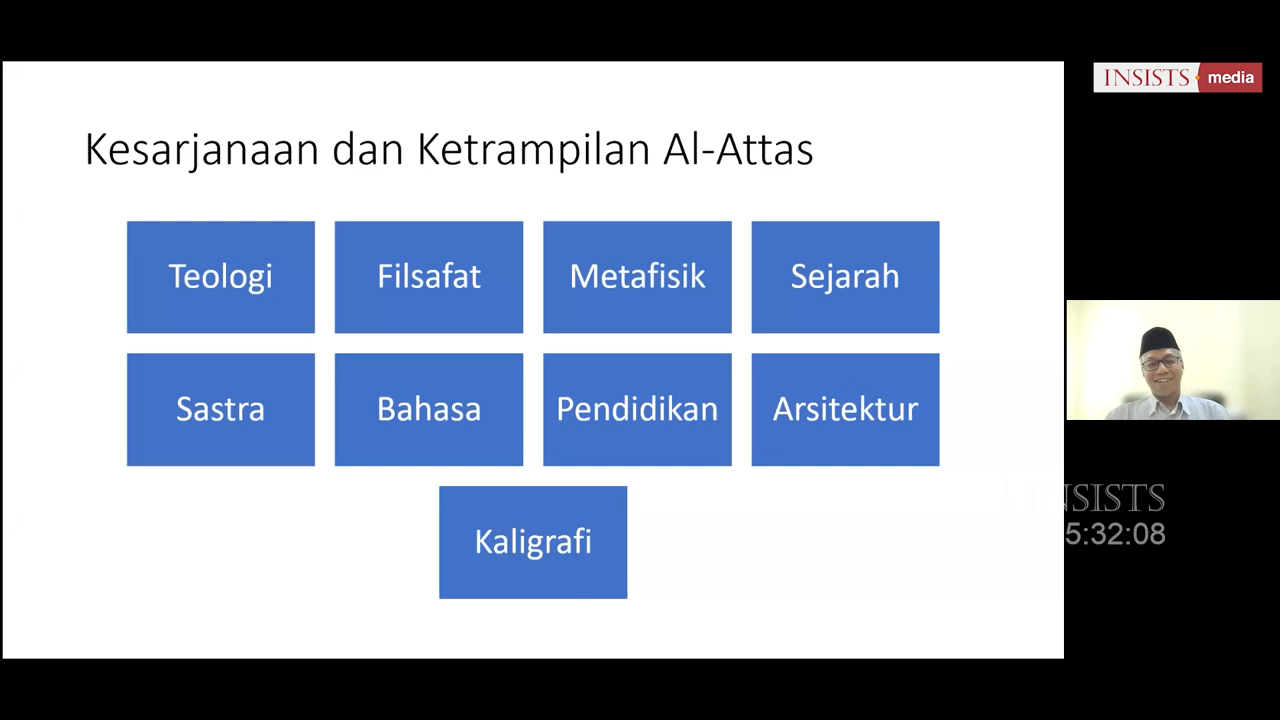 Kesarjanaan dan Ketrampilan Al-Attas
INSISTS media
Teologi
Filsafat
Metafisik
Sejarah
Sastra
Bahasa
Pendidikan
Arsitektur
Kaligrafi
INSISTS
5:32:08